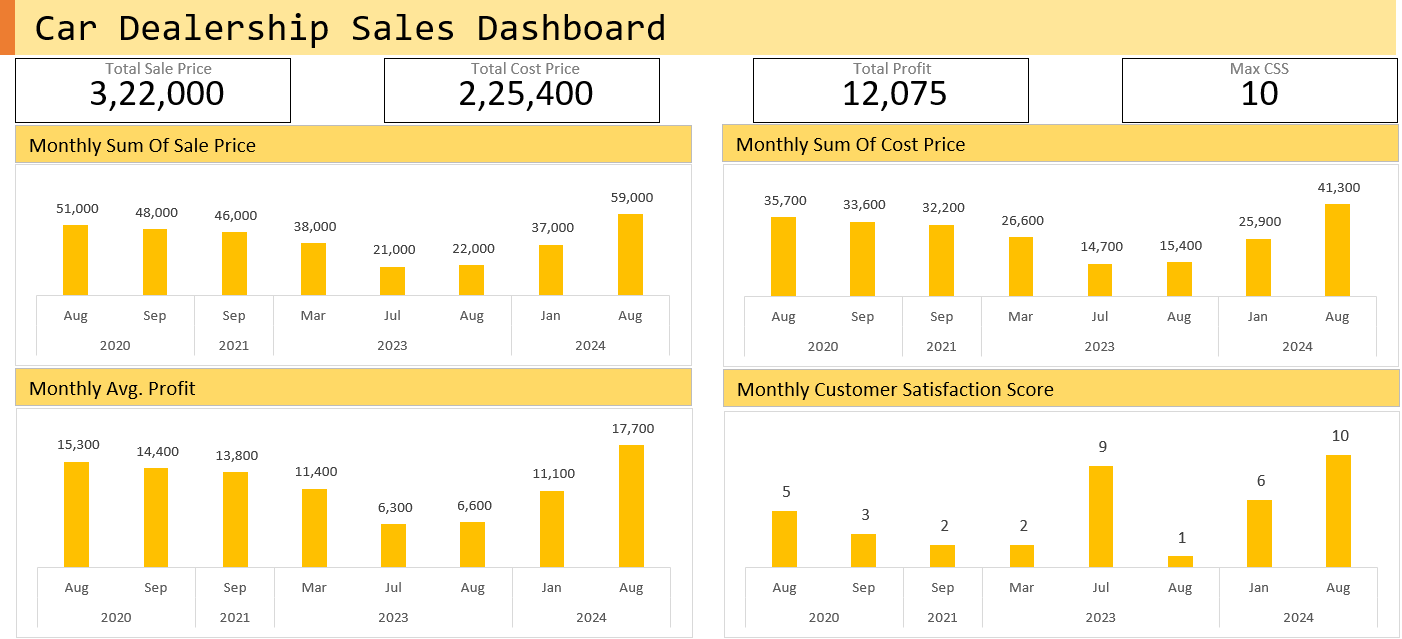 Car Dealership Sales Dashboard
Total Sale Price
3,22,000
Total Cost Price
2,25,400
Total Profit
12,075
Max CSS
10
Monthly Sum Of Sale Price
51,000 48,000 46,000 38,000 21,000 22,000 37,000 59,000
Aug Sep Sep Mar Jul Aug Jan Aug
2020 2021 2023 2024
Monthly Sum Of Cost Price
35,700 33,600 32,200 26,600 14,700 15,400 25,900 41,300
Aug Sep Sep Mar Jul Aug Jan Aug
2020 2021 2023 2024
Monthly Avg. Profit
15,300 14,400 13,800 11,400 6,300 6,600 11,100 17,700
Aug Sep Sep Mar Jul Aug Jan Aug
2020 2021 2023 2024
Monthly Customer Satisfaction Score
5 3 2 2 9 1 6 10
Aug Sep Sep Mar Jul Aug Jan Aug
2020 2021 2023 2024